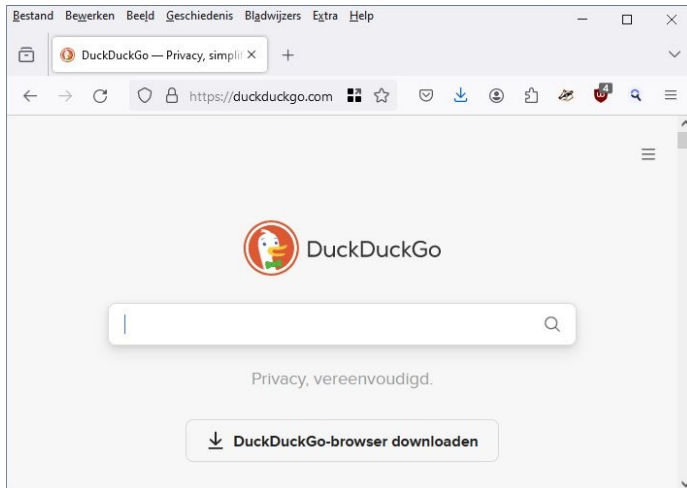 Bestand Bewerken Beeld Geschiedenis Bladwijzers Extra Help
DuckDuckGo — Privacy, simplif
https://duckduckgo.com
4
DuckDuckGo
Privacy, vereenvoudigd.
DuckDuckGo-browser downloaden